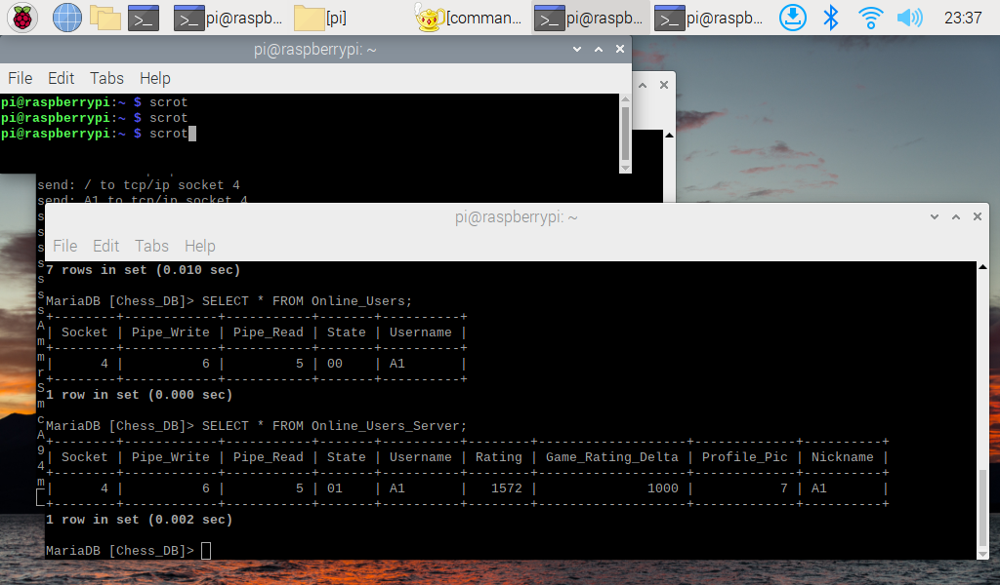 pi@raspb... [pi] [comman... pi@raspb... pi@raspb... 23:37
pi@raspberrypi: ~
File Edit Tabs Help
pi@raspberrypi:~ $ scrot
pi@raspberrypi:~ $ scrot
pi@raspberrypi:~ $ scrot
send: / to tcp/ip socket 4
send: A1 to tcp/ip socket 4
pi@raspberrypi: ~
File Edit Tabs Help
7 rows in set (0.010 sec)
MariaDB [Chess_DB]> SELECT * FROM Online_Users;
+--------+------------+-----------+-------+----------+
| Socket | Pipe_Write | Pipe_Read | State | Username |
+--------+------------+-----------+-------+----------+
|      4 |          6 |         5 | 00    | A1       |
+--------+------------+-----------+-------+----------+
1 row in set (0.000 sec)
MariaDB [Chess_DB]> SELECT * FROM Online_Users_Server;
+--------+------------+-----------+-------+----------+--------+-------------------+-------------+----------+
| Socket | Pipe_Write | Pipe_Read | State | Username | Rating | Game_Rating_Delta | Profile_Pic | Nickname |
+--------+------------+-----------+-------+----------+--------+-------------------+-------------+----------+
|      4 |          6 |         5 | 01    | A1       |   1572 |              1000 |           7 | A1       |
+--------+------------+-----------+-------+----------+--------+-------------------+-------------+----------+
1 row in set (0.002 sec)
MariaDB [Chess_DB]>